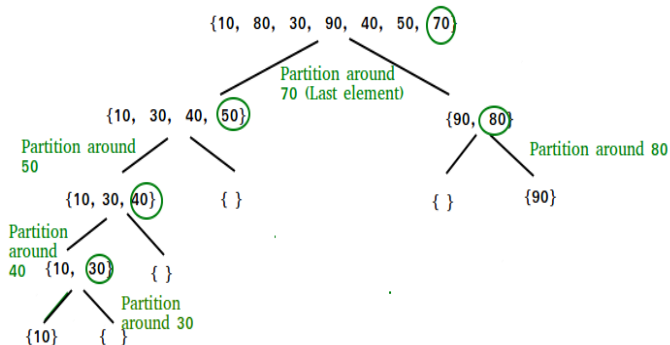 {10, 80, 30, 90, 40, 50, 70}
Partition around
70 (Last element)
{10, 30, 40, 50}
{90, 80}
Partition around
50
Partition around 80
{10, 30, 40}
{ }
{ }
{90}
Partition
around
40
{10, 30}
{ }
Partition
around 30
{10}
{ }